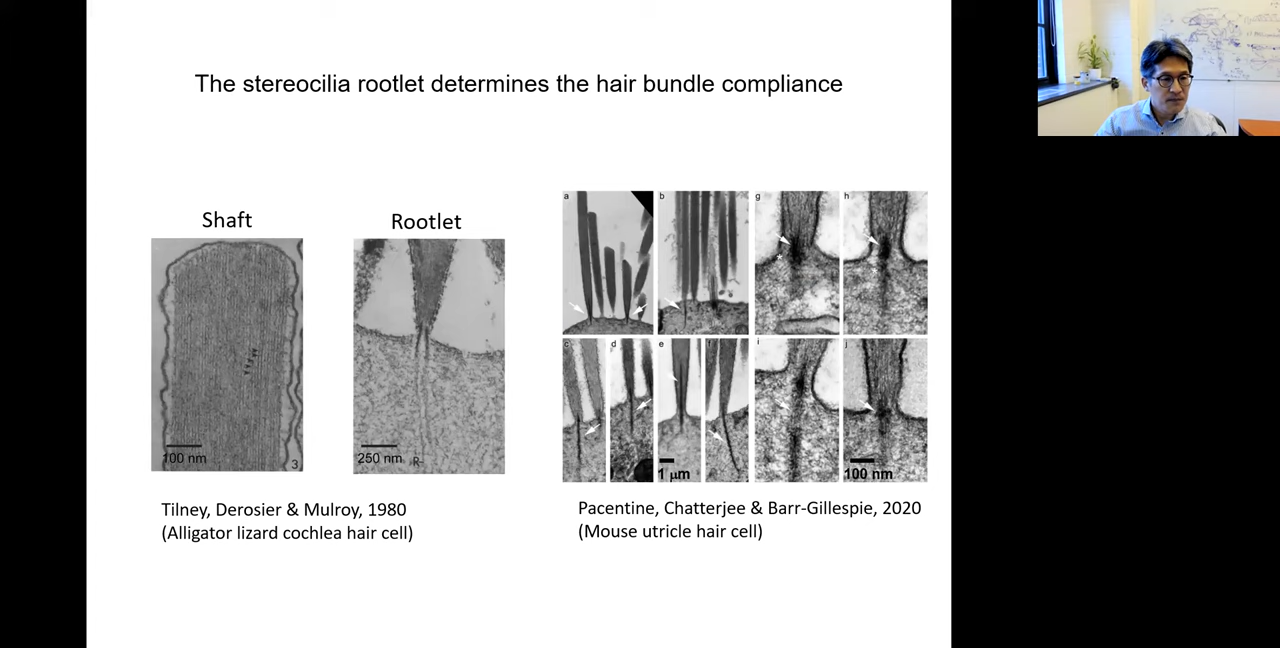 The stereocilia rootlet determines the hair bundle compliance
Shaft
Rootlet
100 nm
3
250 nm
R
a
b
g
h
c
d
e
f
i
j
1 µm
100 nm
Tilney, Derosier & Mulroy, 1980
(Alligator lizard cochlea hair cell)
Pacentine, Chatterjee & Barr-Gillespie, 2020
(Mouse utricle hair cell)